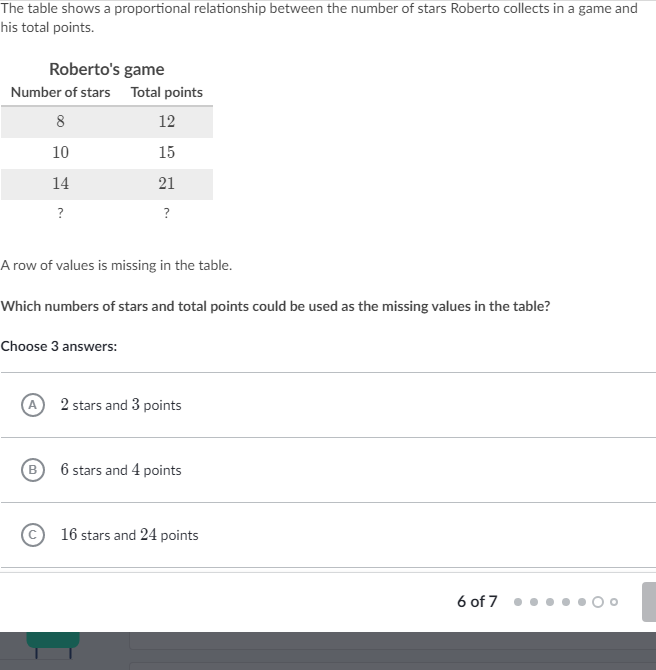 The table shows a proportional relationship between the number of stars Roberto collects in a game and
his total points.
Roberto's game
Number of stars Total points
8 12
10 15
14 21
? ?
A row of values is missing in the table.
Which numbers of stars and total points could be used as the missing values in the table?
Choose 3 answers:
A 2 stars and 3 points
B 6 stars and 4 points
C 16 stars and 24 points
6 of 7